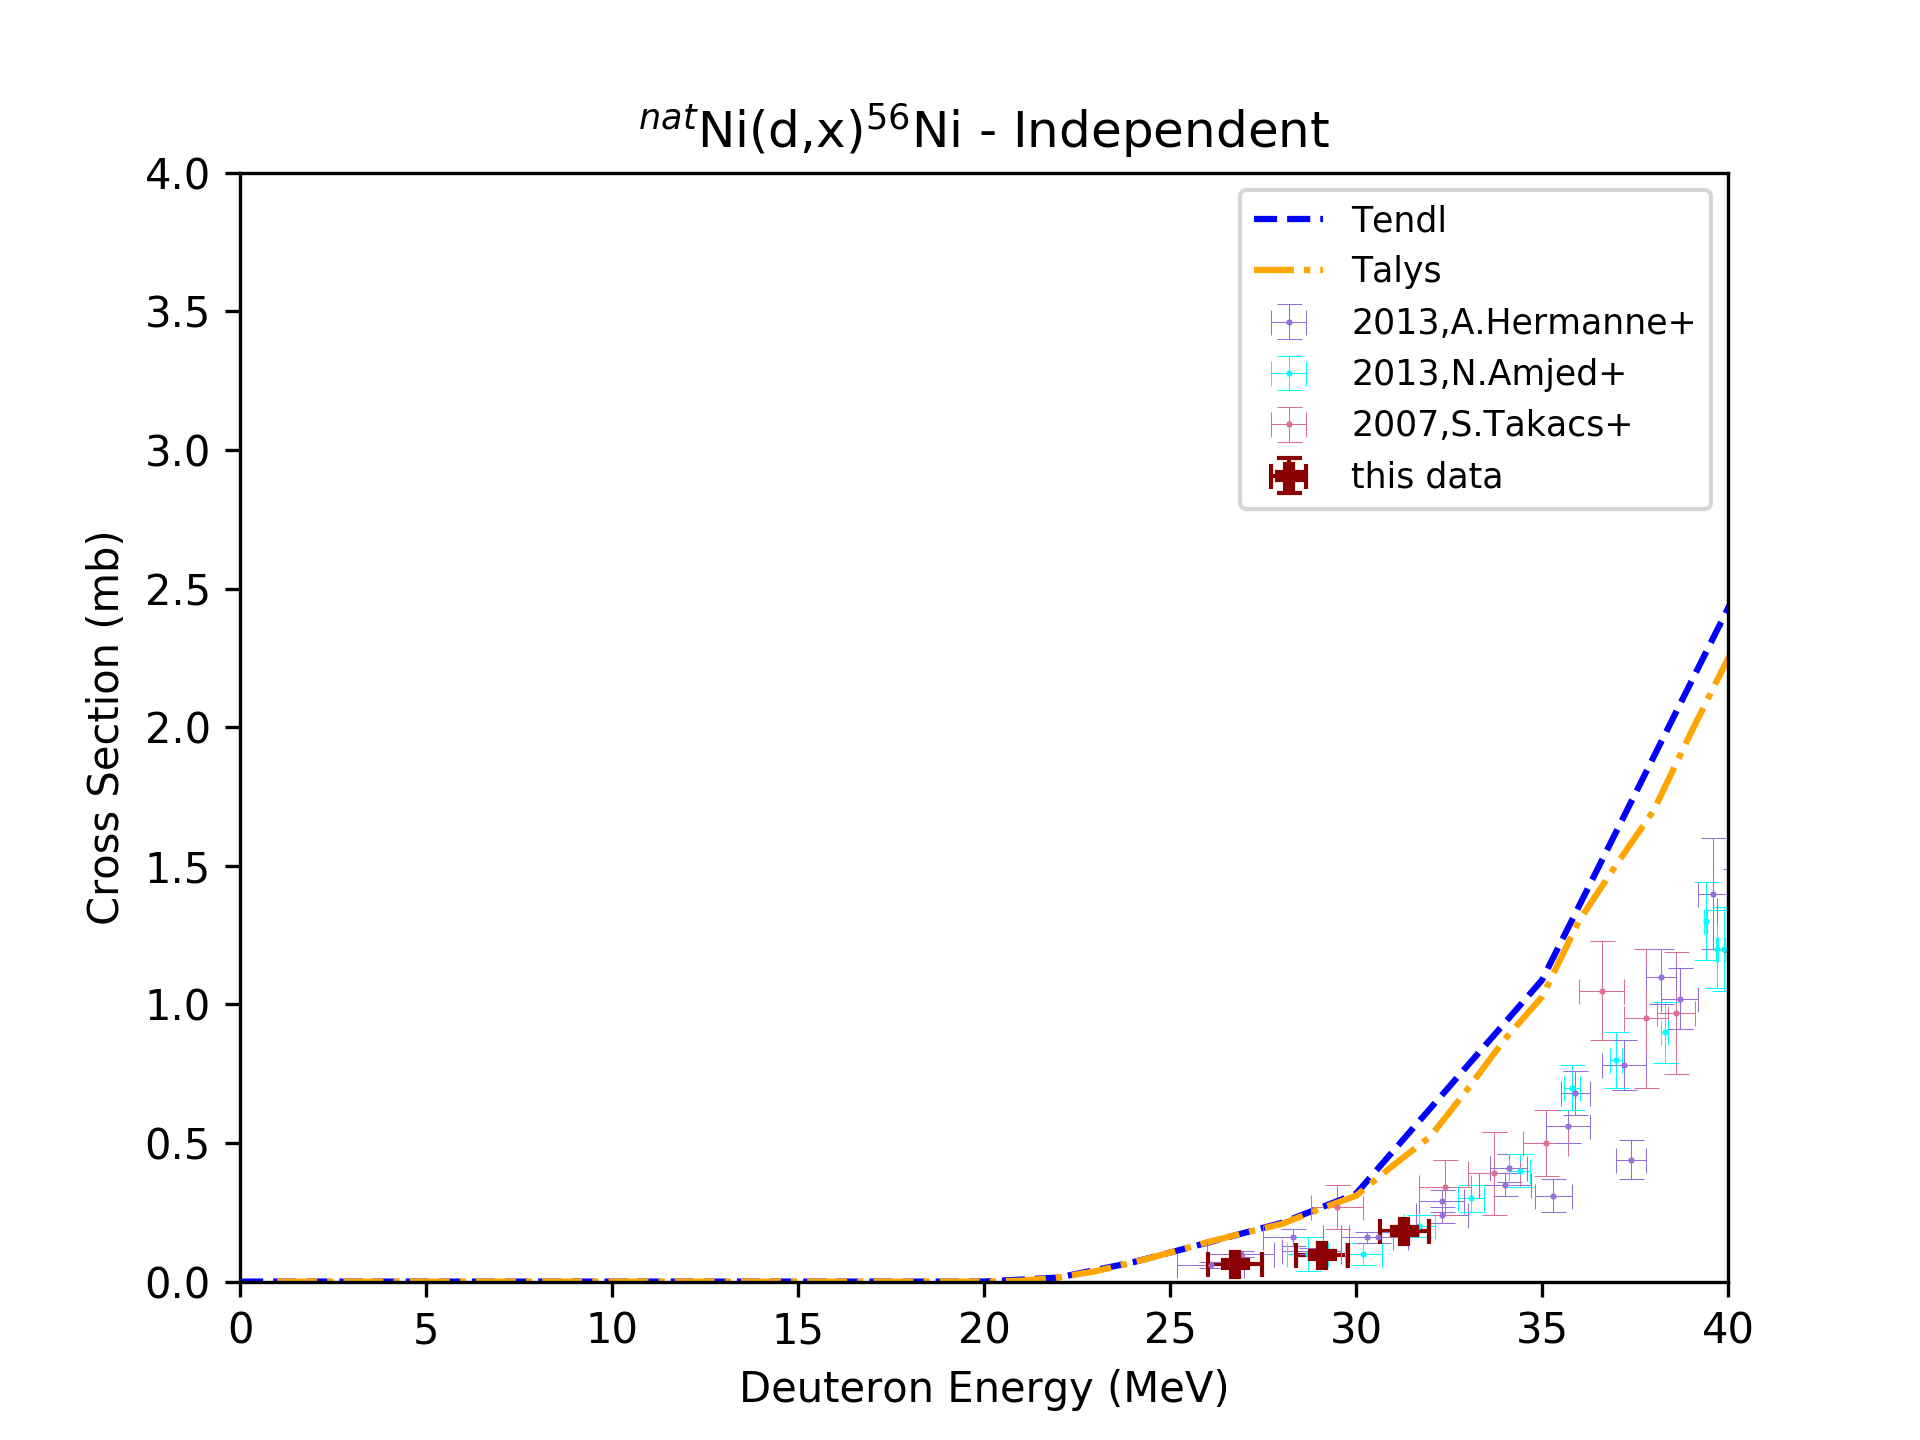 natNi(d,x)56Ni - Independent
Cross Section (mb)
4.0
3.5
3.0
2.5
2.0
1.5
1.0
0.5
0.0
Tendl
Talys
2013,A.Hermanne+
2013,N.Amjed+
2007,S.Takacs+
this data
0 5 10 15 20 25 30 35 40
Deuteron Energy (MeV)